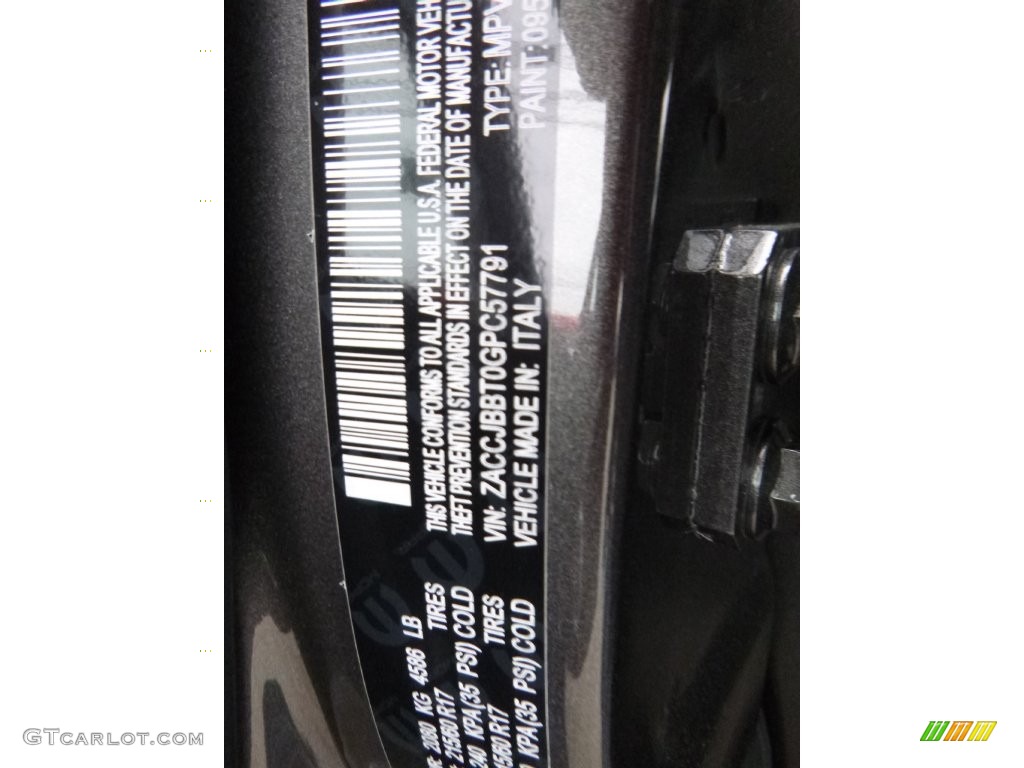 THIS VEHICLE CONFORMS TO ALL APPLICABLE U.S.A. FEDERAL MOTOR VEH
THEFT PREVENTION STANDARDS IN EFFECT ON THE DATE OF MANUFACTU
VIN: ZACCJBBT0GPC57791 TYPE: MPV
VEHICLE MADE IN: ITALY PAINT: 095
KG 4586 LB
TIRES
21560 R17
240 KPA(35 PSI) COLD
TIRES
R17
KPA(35 PSI) COLD
GTCarlot.com